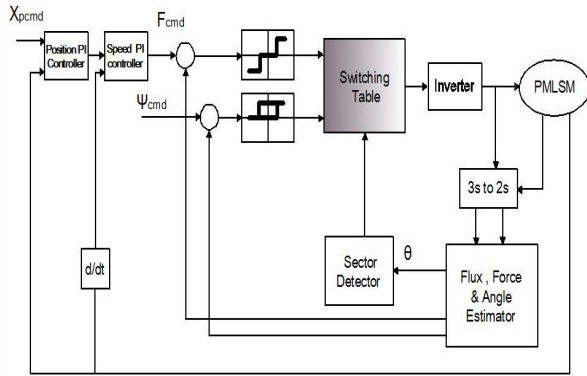 Xpcmd
Position PI
Controller
Speed PI
controller
Fcmd
Ψcmd
Switching
Table
Inverter
PMLSM
3s to 2s
d/dt
Sector
Detector
θ
Flux , Force
& Angle
Estimator